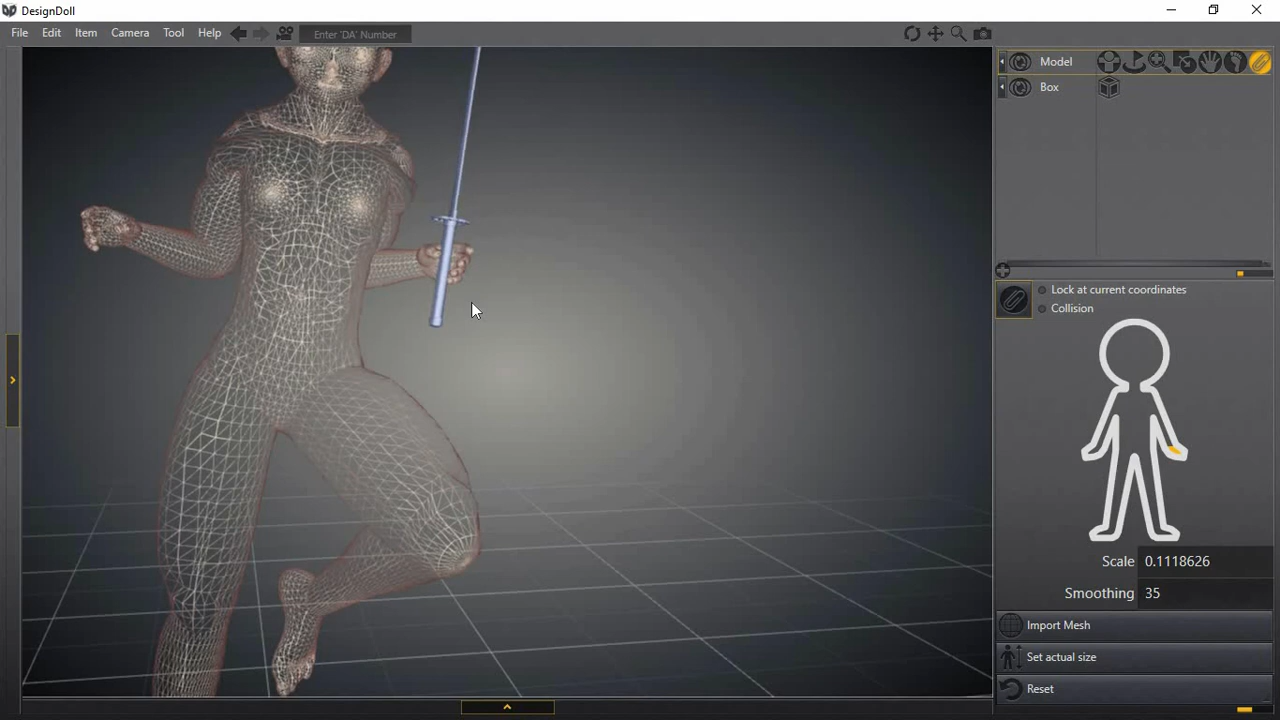 DesignDoll
File Edit Item Camera Tool Help Enter 'DA' Number
Model
Box
Lock at current coordinates
Collision
Scale 0.1118626
Smoothing 35
Import Mesh
Set actual size
Reset